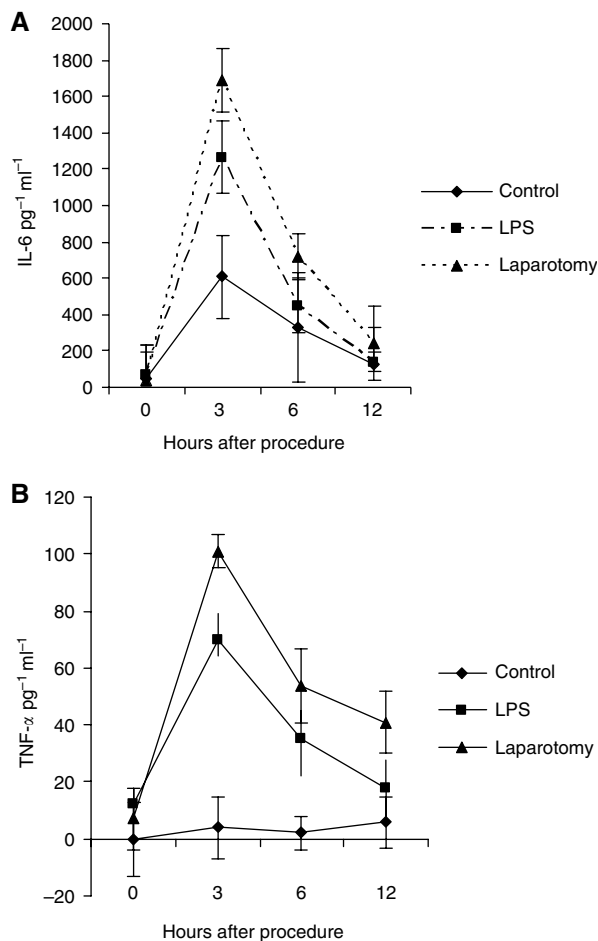 A
2000
1800
1600
1400
1200
1000
800
600
400
200
0
IL-6 pg⁻¹ ml⁻¹
0 3 6 12
Hours after procedure
Control
LPS
Laparotomy
B
120
100
80
60
40
20
0
−20
TNF-α pg⁻¹ ml⁻¹
0 3 6 12
Hours after procedure
Control
LPS
Laparotomy